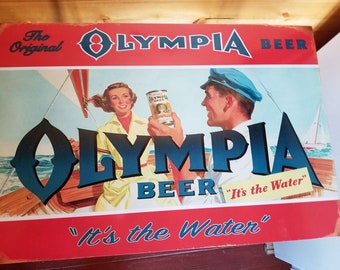 The Original OLYMPIA BEER
OLYMPIA
BEER
"It's the Water"
"It's the Water"